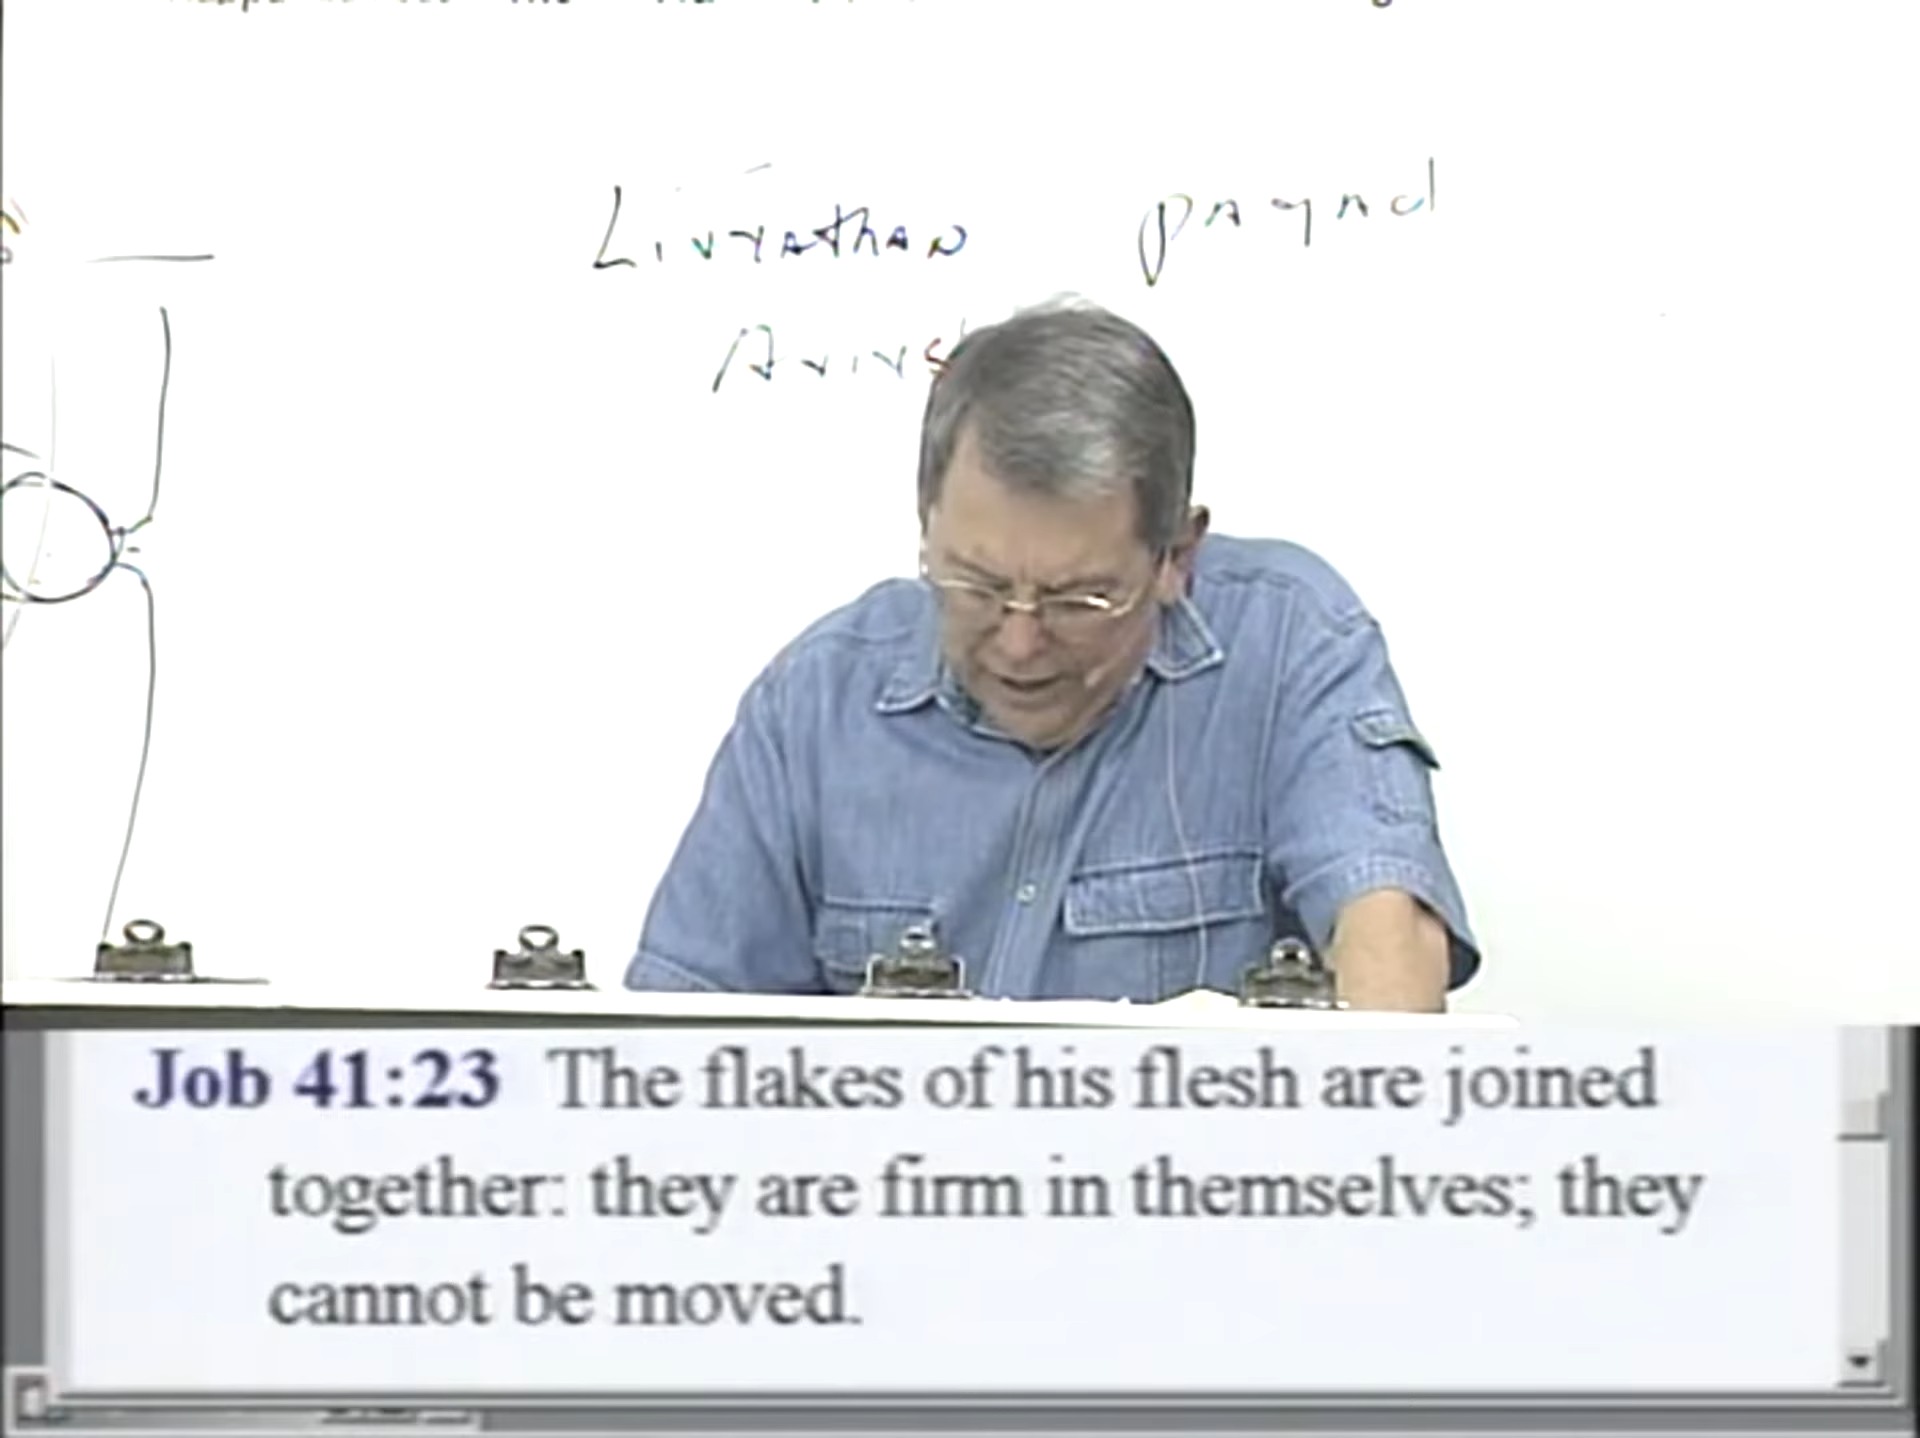 Livyathan payad
Job 41:23 The flakes of his flesh are joined
together: they are firm in themselves; they
cannot be moved.